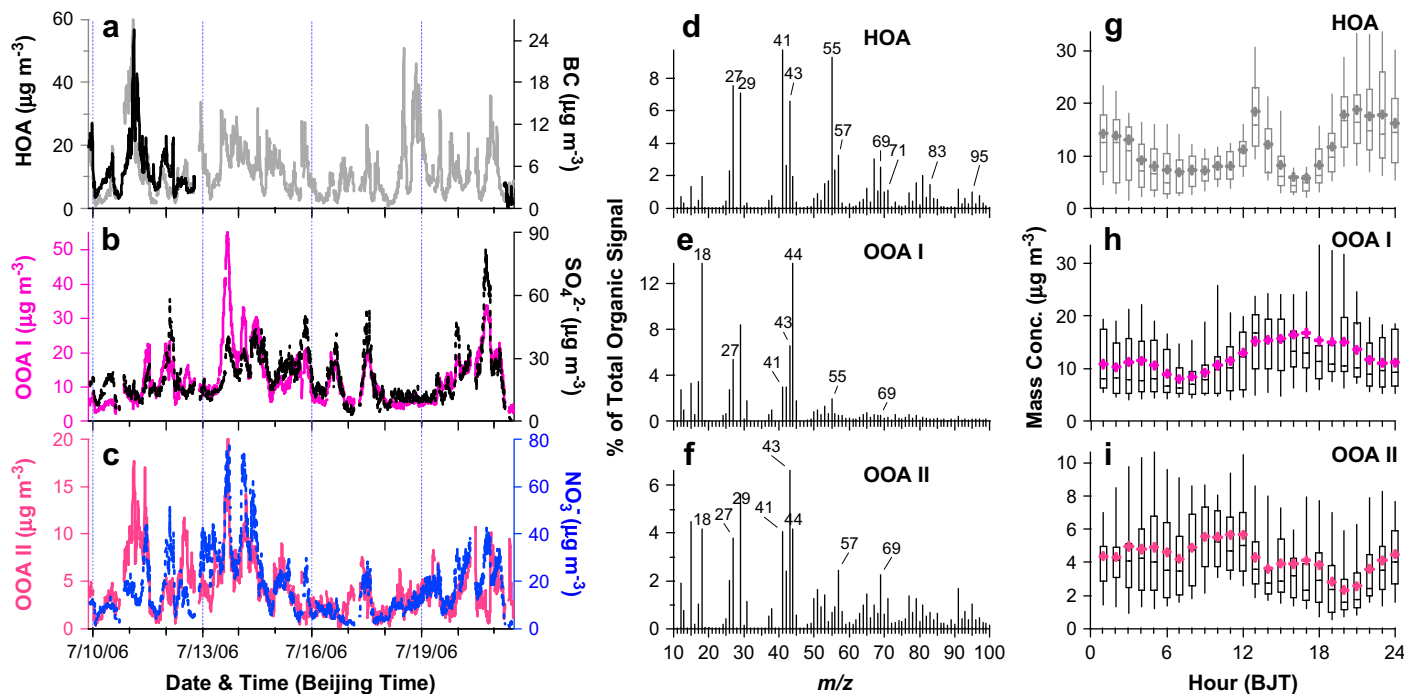 a
HOA (µg m-3)
60
40
20
0
BC (µg m-3)
24
18
12
6
0
b
OOA I (µg m-3)
50
40
30
20
10
0
SO4 2- (µg m-3)
90
60
30
0
c
OOA II (µg m-3)
20
15
10
5
0
NO3- (µg m-3)
80
60
40
20
0
7/10/06 7/13/06 7/16/06 7/19/06
Date & Time (Beijing Time)
% of Total Organic Signal
d
HOA
8
6
4
2
0
27 29 41 43 55 57 69 71 83 95
e
OOA I
12
9
6
3
0
18 27 41 43 44 55 69
f
OOA II
6
4
2
0
18 27 29 41 43 44 57 69
10 20 30 40 50 60 70 80 90 100
m/z
Mass Conc. (µg m-3)
g
HOA
30
20
10
0
h
OOA I
30
20
10
0
i
OOA II
10
8
6
4
2
0
0 6 12 18 24
Hour (BJT)